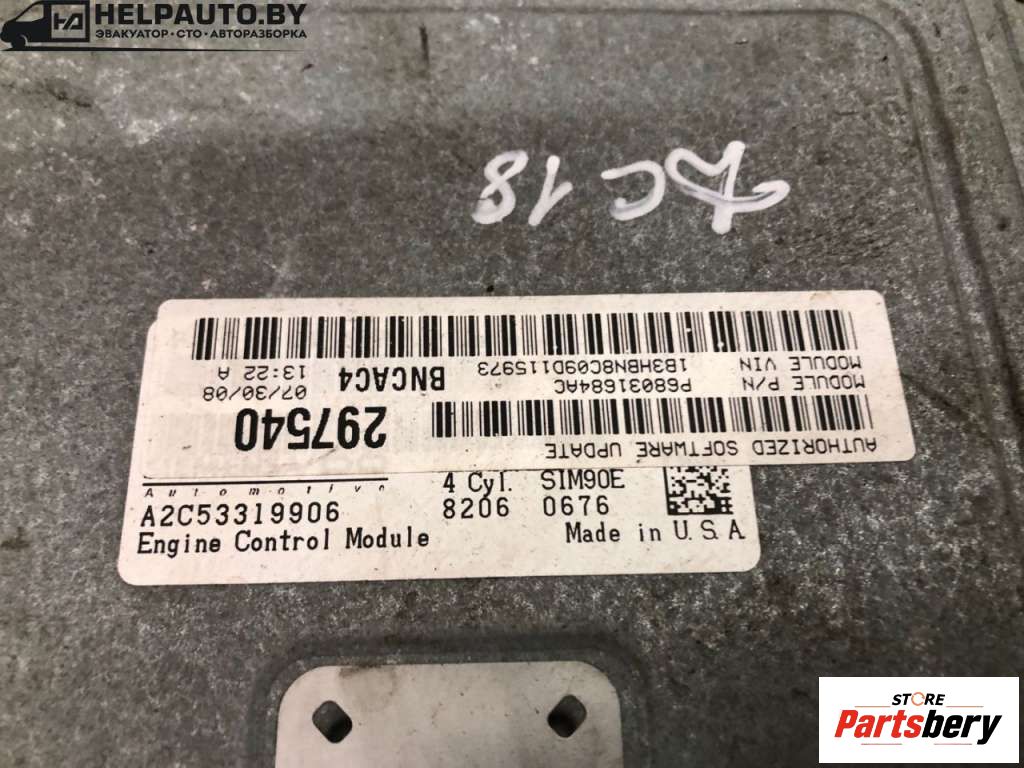 HELPAUTO.BY
ЭВАКУАТОР • СТО • АВТОРАЗБОРКА
DC 18
AUTHORIZED SOFTWARE UPDATE
MODULE P/N P68031684AC
MODULE VIN 1B3HBN8C09D115973
297540
BNCAC4
07/30/08
13:22 A
Automotive
4 Cyl. SIM90E
A2C53319906
8206 0676
Engine Control Module
Made in U.S.A.
STORE
Partsbery